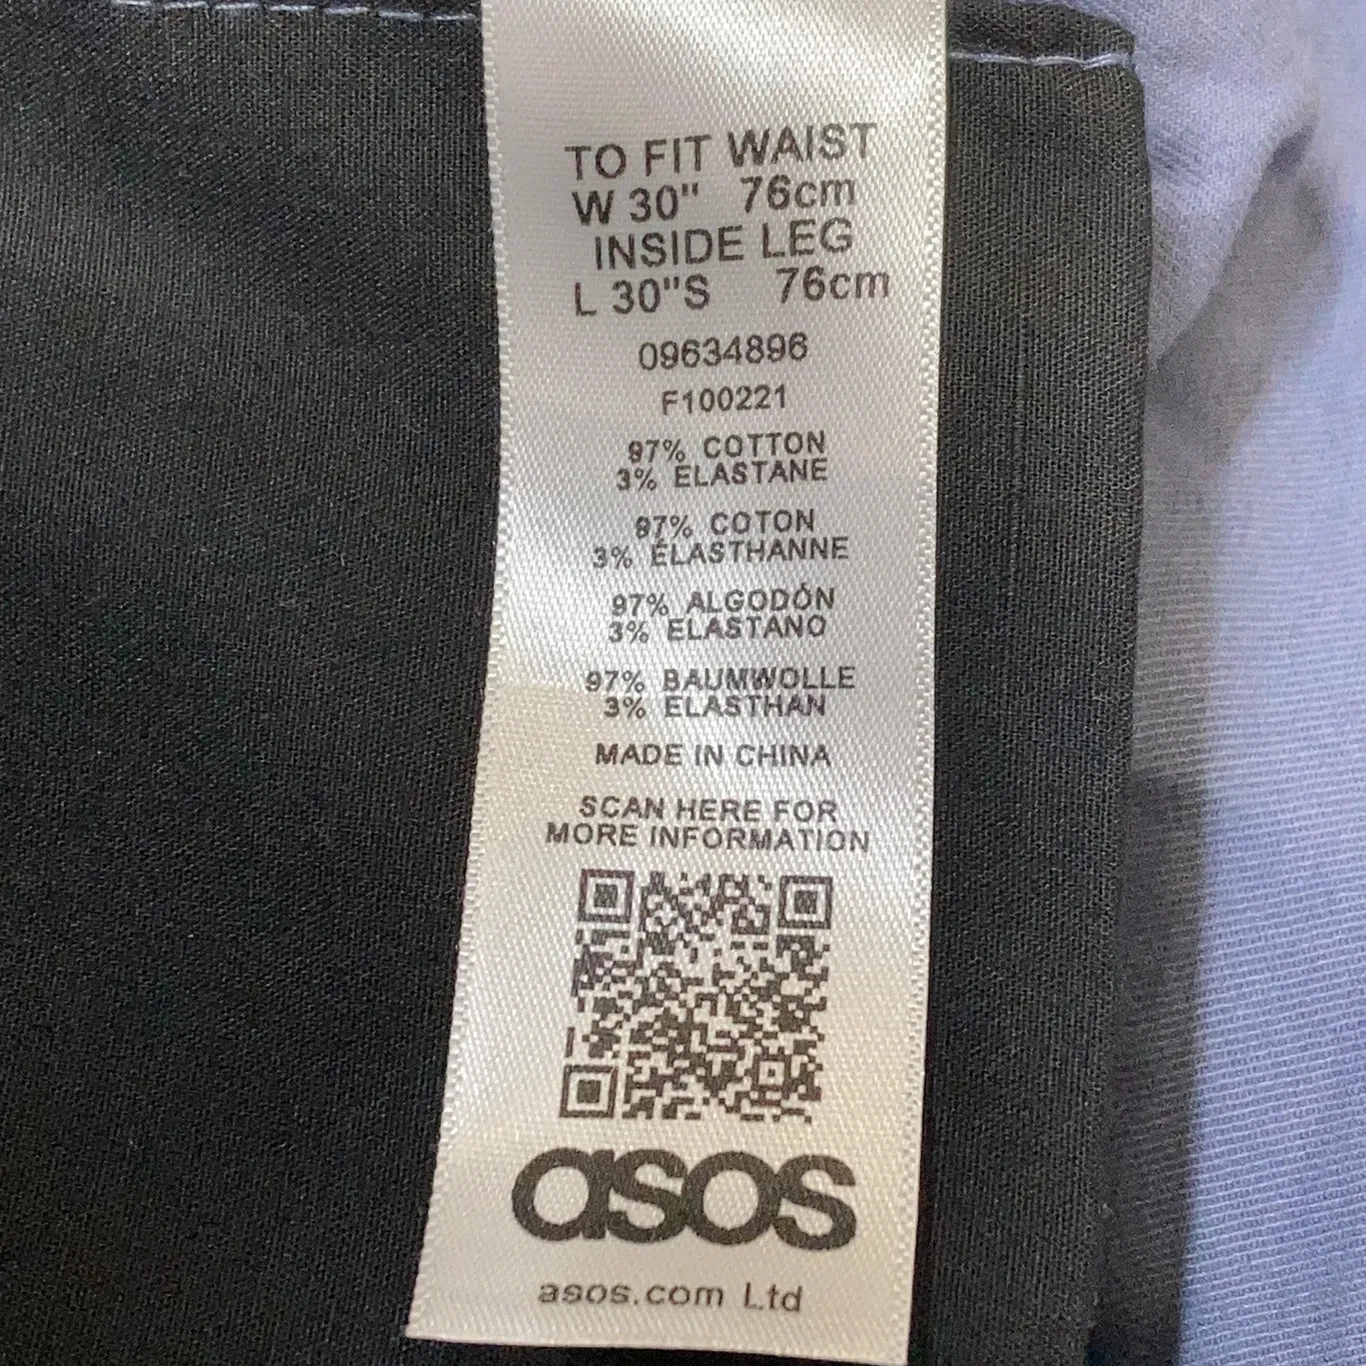 TO FIT WAIST
W 30" 76cm
INSIDE LEG
L 30"S 76cm
09634896
F100221
97% COTTON
3% ELASTANE
97% COTON
3% ÉLASTHANNE
97% ALGODÓN
3% ELASTANO
97% BAUMWOLLE
3% ELASTHAN
MADE IN CHINA
SCAN HERE FOR
MORE INFORMATION
asos
asos.com Ltd